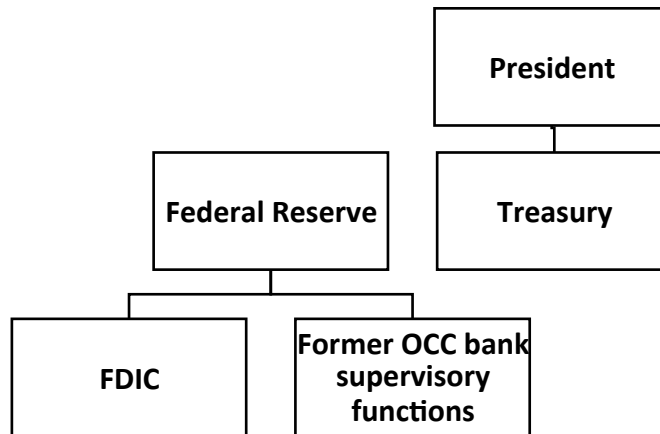 President
Federal Reserve
Treasury
FDIC
Former OCC bank
supervisory
functions